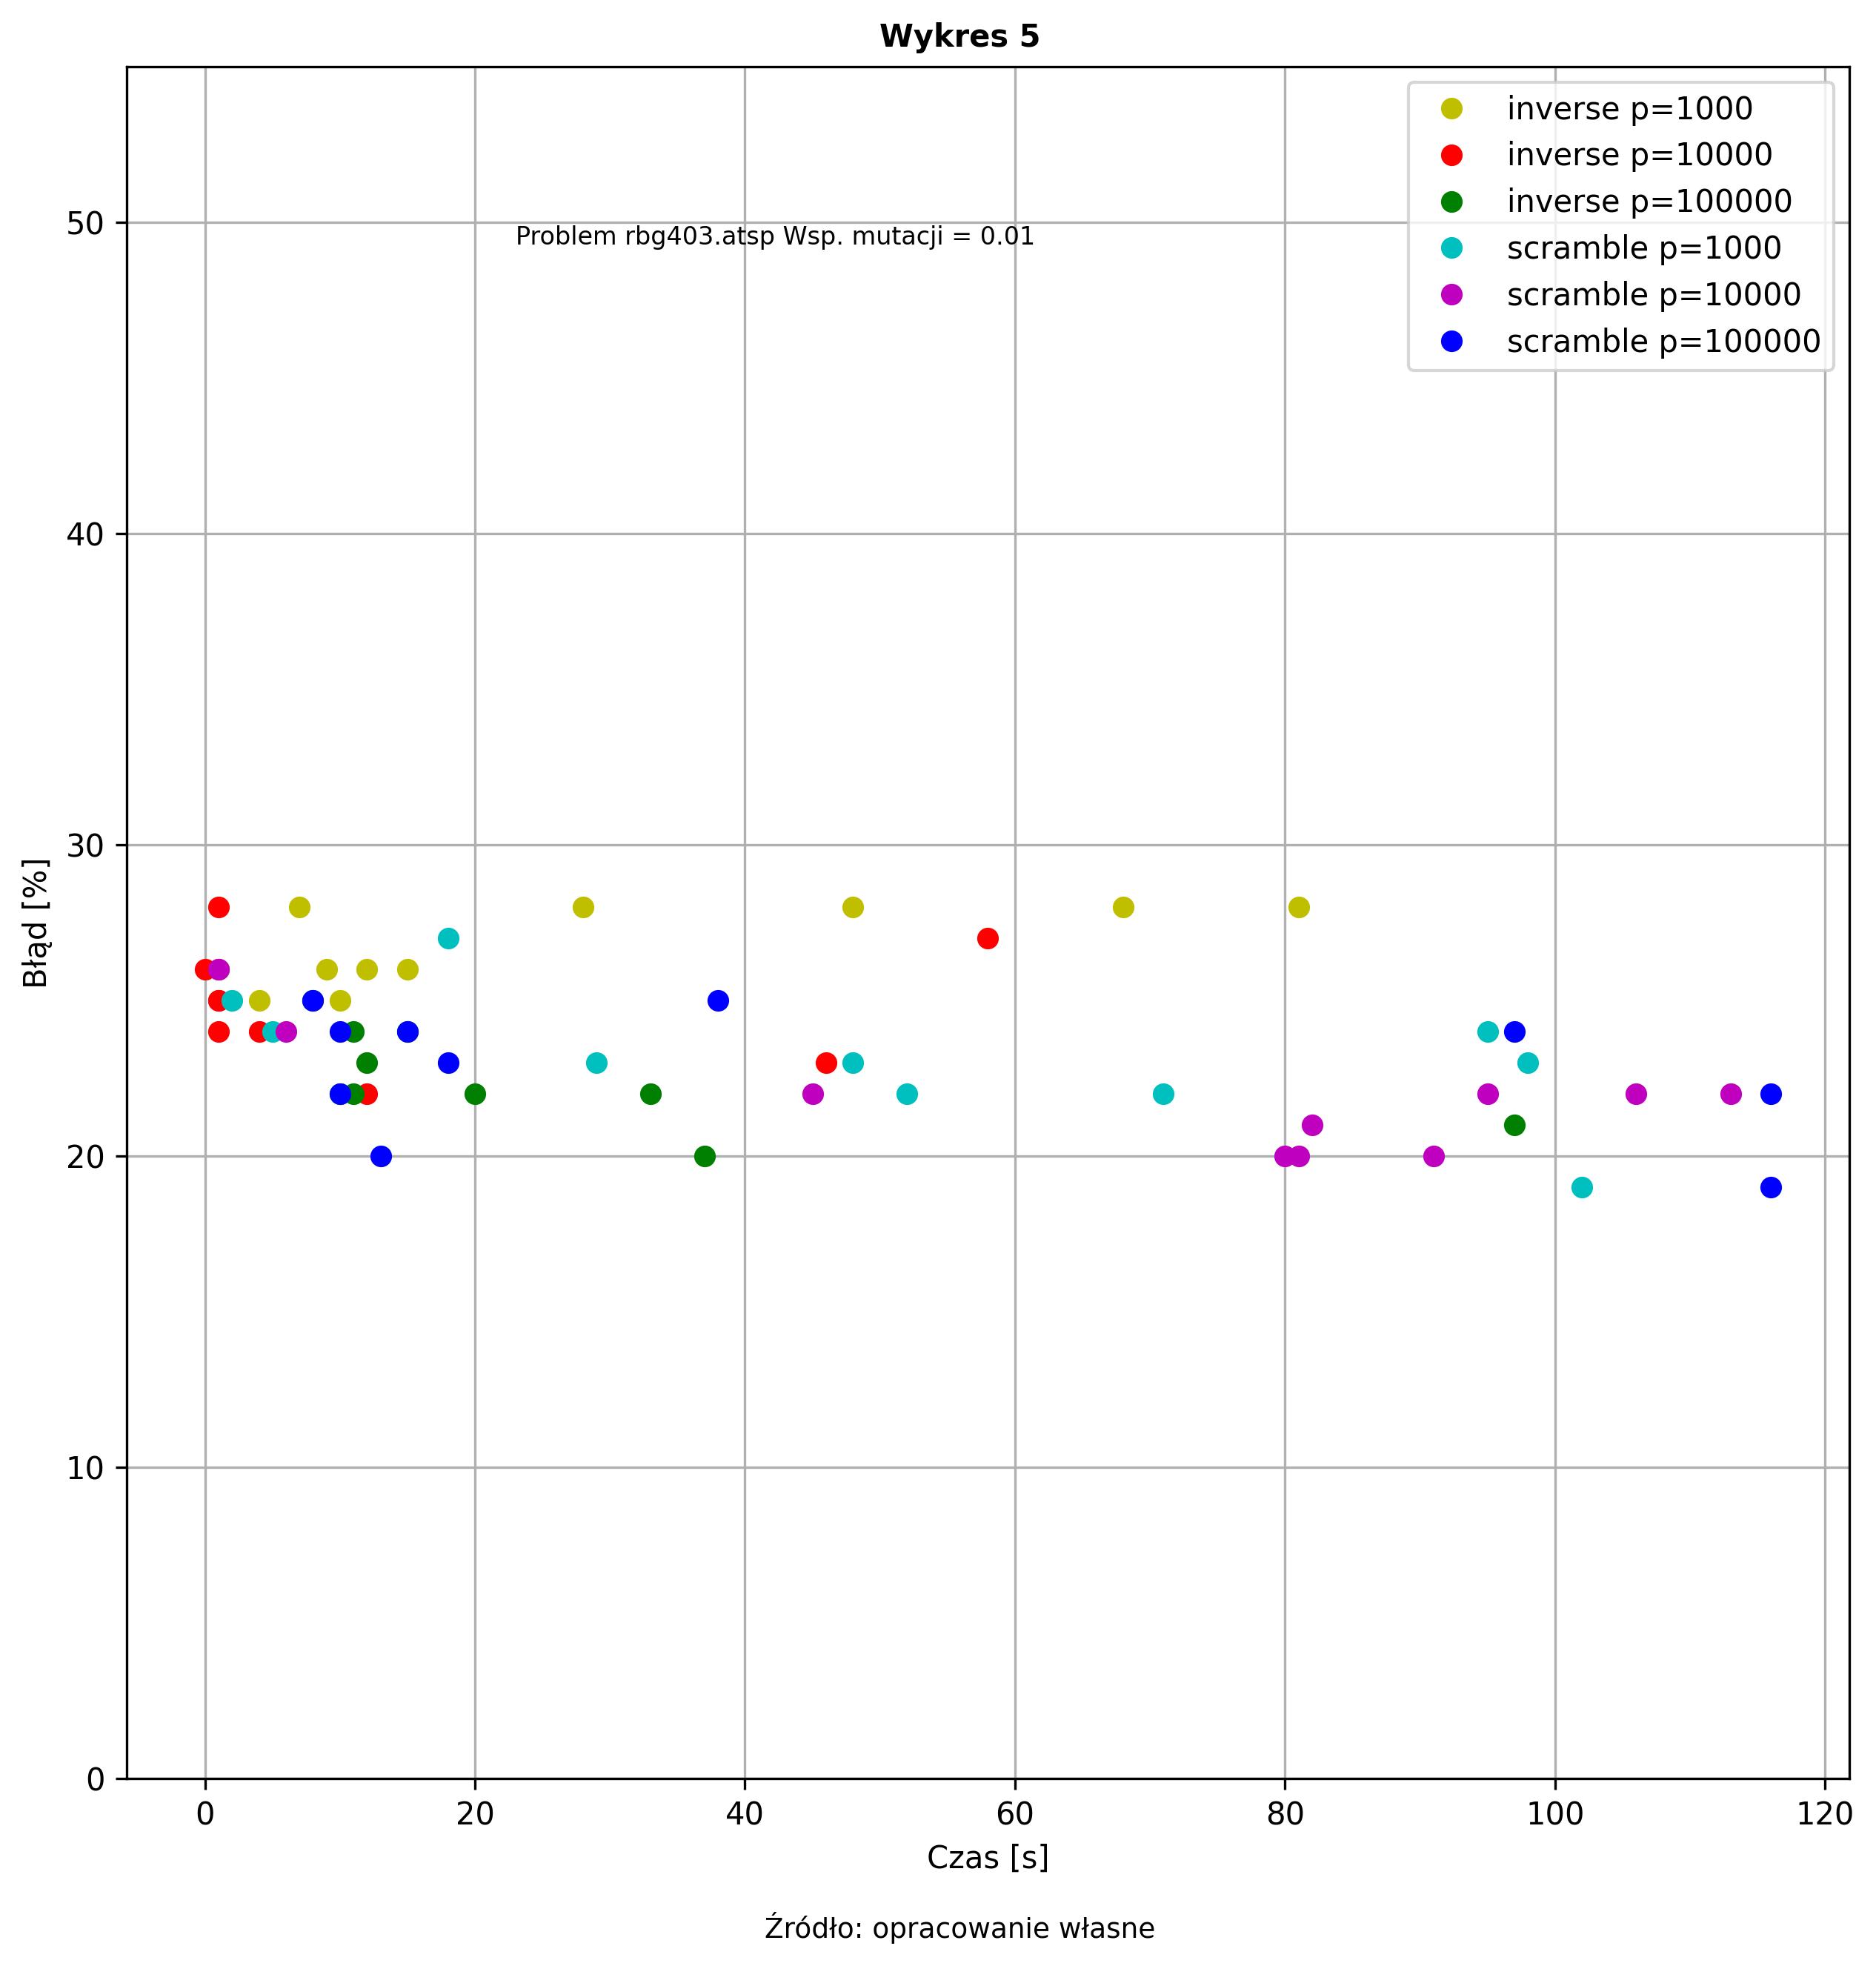 Wykres 5
inverse p=1000
inverse p=10000
inverse p=100000
scramble p=1000
scramble p=10000
scramble p=100000
Problem rbg403.atsp Wsp. mutacji = 0.01
Błąd [%]
50
40
30
20
10
0
0 20 40 60 80 100 120
Czas [s]
Źródło: opracowanie własne